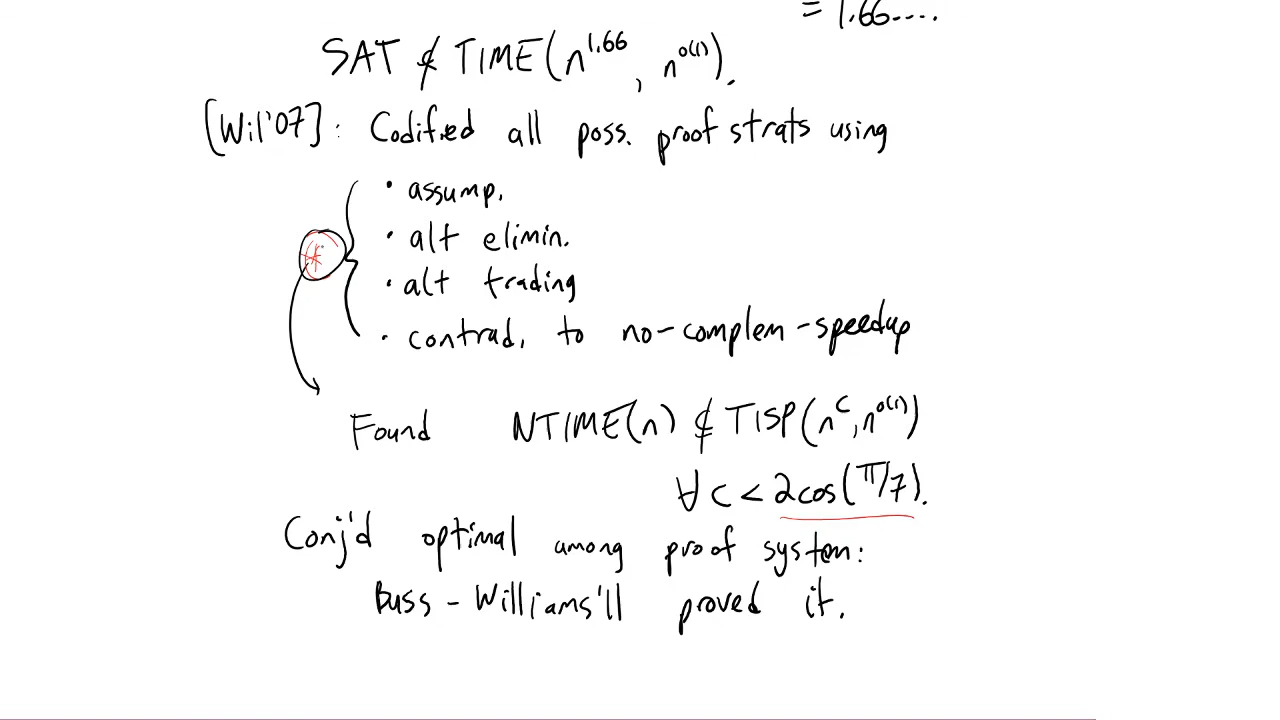 = 1.66....
SAT ⊄ TIME(n^1.66, n^o(1)).
[Wil'07]: Codified all poss. proof strats using
• assump.
• alt elimin.
• alt trading
• contrad. to no-complem-speedup
*
Found NTIME(n) ⊄ TISP(n^c, n^o(1))
∀ c < 2cos(π/7).
Conj'd optimal among proof system:
Buss - Williams'll proved it.